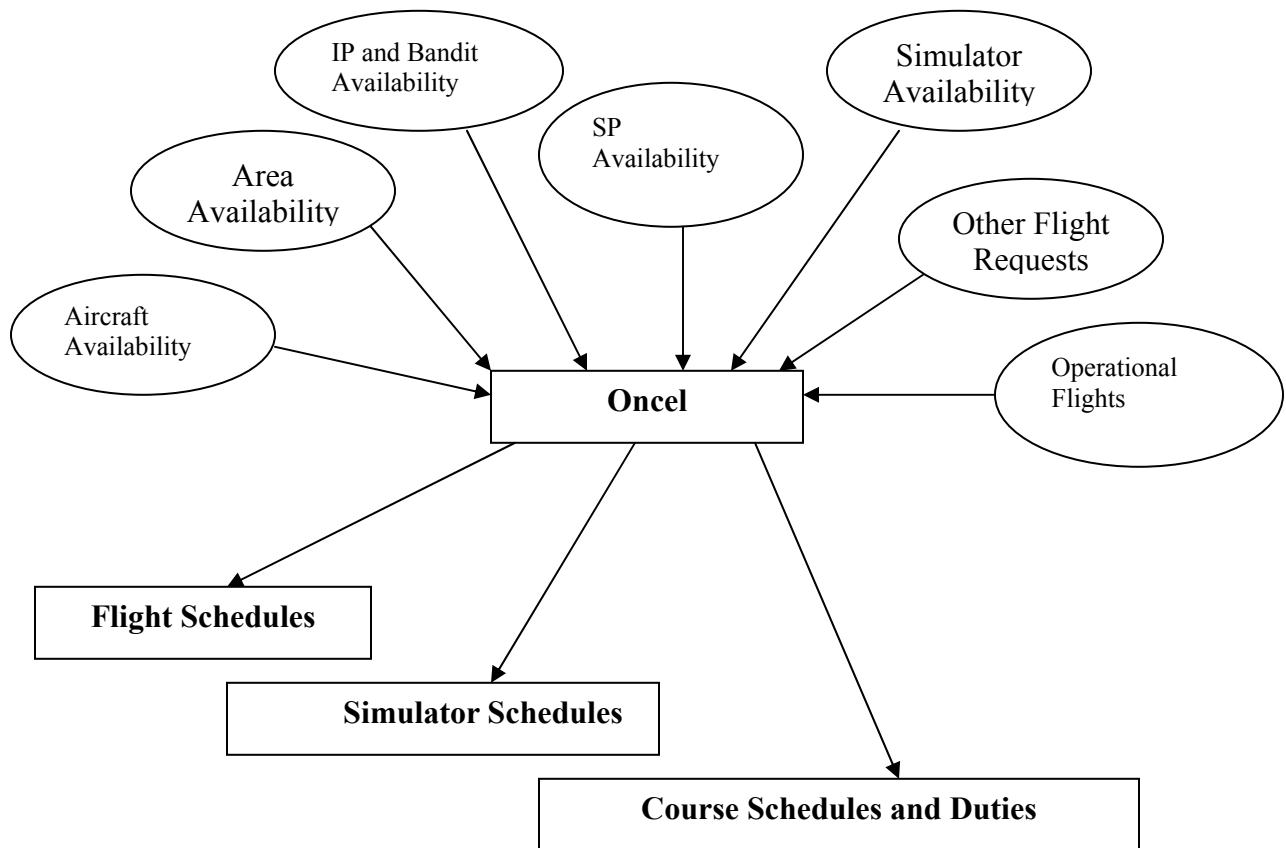 IP and Bandit
Availability
Simulator
Availability
SP
Availability
Area
Availability
Other Flight
Requests
Aircraft
Availability
Operational
Flights
Oncel
Flight Schedules
Simulator Schedules
Course Schedules and Duties